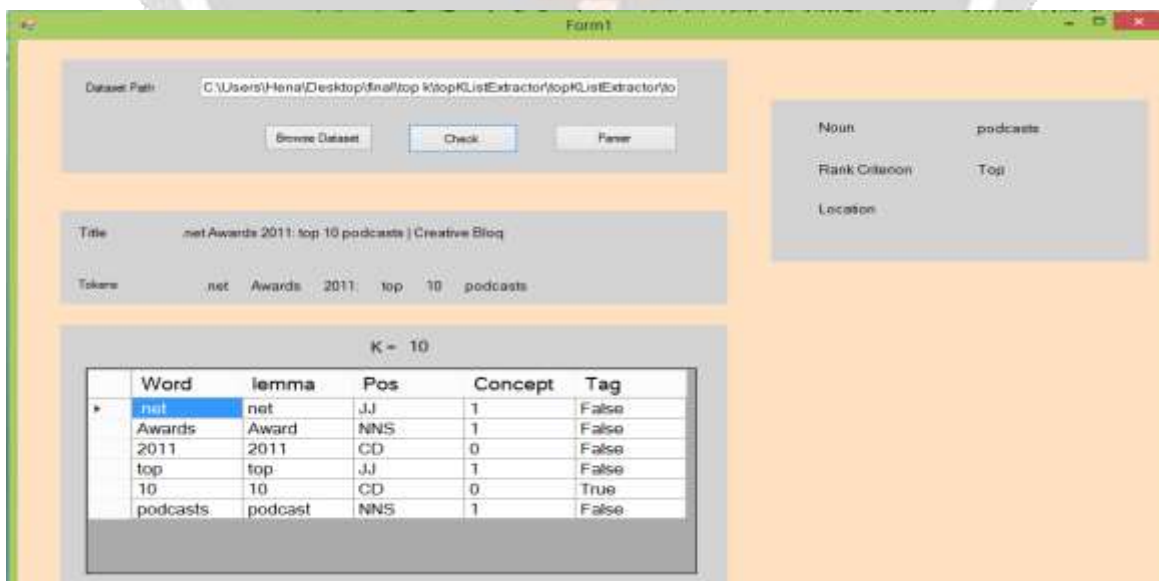 Form1
Dataset Path C:\Users\Hena\Desktop\final\top k\topKListExtractor\topKListExtractor\to
Browse Dataset Check Parser
Noun podcasts
Rank Criterion Top
Location
Title .net Awards 2011: top 10 podcasts | Creative Bloq
Tokens .net Awards 2011: top 10 podcasts
K = 10
Word lemma Pos Concept Tag
.net net JJ 1 False
Awards Award NNS 1 False
2011 2011 CD 0 False
top top JJ 1 False
10 10 CD 0 True
podcasts podcast NNS 1 False